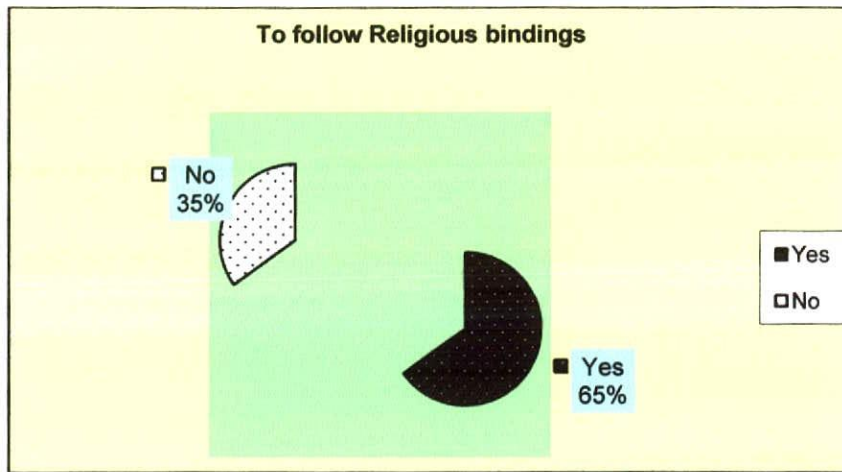 To follow Religious bindings
No
35%
Yes
No
Yes
65%